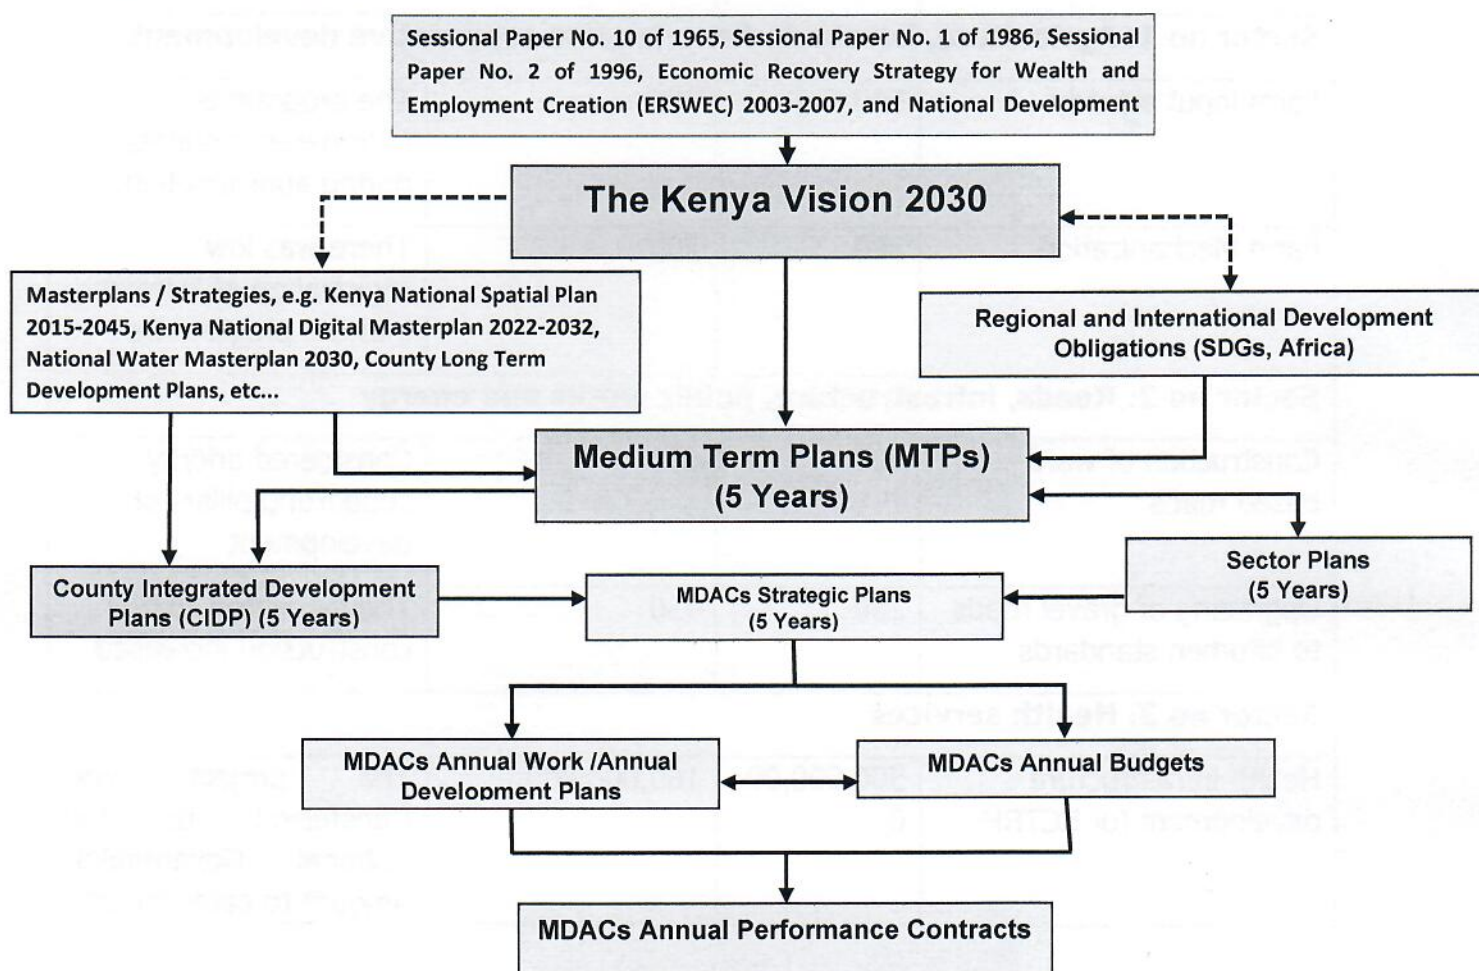 Sessional Paper No. 10 of 1965, Sessional Paper No. 1 of 1986, Sessional
Paper No. 2 of 1996, Economic Recovery Strategy for Wealth and
Employment Creation (ERSWEC) 2003-2007, and National Development
The Kenya Vision 2030
Masterplans / Strategies, e.g. Kenya National Spatial Plan
2015-2045, Kenya National Digital Masterplan 2022-2032,
National Water Masterplan 2030, County Long Term
Development Plans, etc...
Regional and International Development
Obligations (SDGs, Africa)
Medium Term Plans (MTPs)
(5 Years)
Sector Plans
(5 Years)
County Integrated Development
Plans (CIDP) (5 Years)
MDACs Strategic Plans
(5 Years)
MDACs Annual Work /Annual
Development Plans
MDACs Annual Budgets
MDACs Annual Performance Contracts